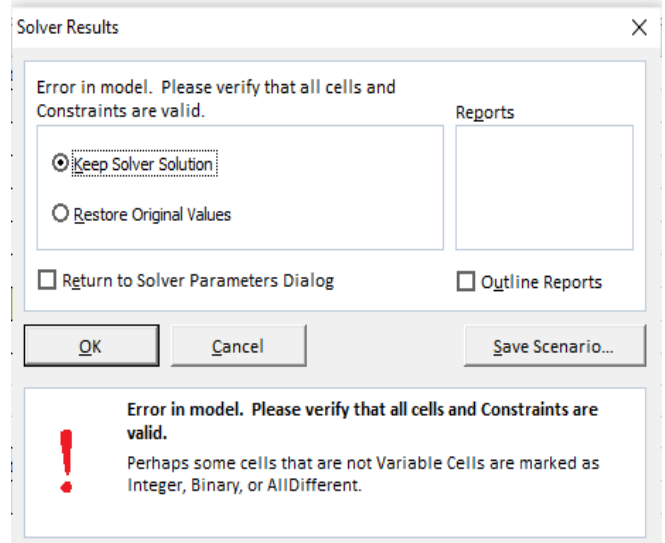 Solver Results
Error in model. Please verify that all cells and
Constraints are valid.
Reports
Keep Solver Solution
Restore Original Values
Return to Solver Parameters Dialog
Outline Reports
OK
Cancel
Save Scenario...
Error in model. Please verify that all cells and Constraints are
valid.
Perhaps some cells that are not Variable Cells are marked as
Integer, Binary, or AllDifferent.